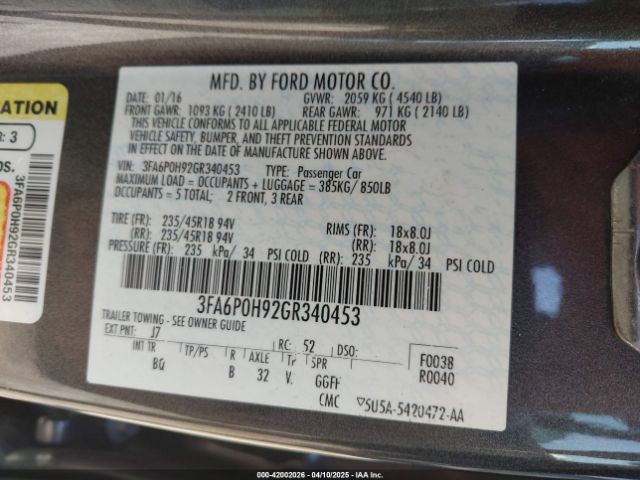 MFD. BY FORD MOTOR CO.
DATE: 01/16 GVWR: 2059 KG ( 4540 LB)
FRONT GAWR: 1093 KG ( 2410 LB) REAR GAWR: 971 KG ( 2140 LB)
THIS VEHICLE CONFORMS TO ALL APPLICABLE FEDERAL MOTOR
VEHICLE SAFETY, BUMPER, AND THEFT PREVENTION STANDARDS
IN EFFECT ON THE DATE OF MANUFACTURE SHOWN ABOVE.
VIN: 3FA6P0H92GR340453 TYPE: Passenger Car
MAXIMUM LOAD = OCCUPANTS + LUGGAGE = 385KG/ 850LB
OCCUPANTS = 5 TOTAL: 2 FRONT, 3 REAR
TIRE (FR): 235/45R18 94V RIMS (FR): 18x8.0J
(RR): 235/45R18 94V (RR): 18x8.0J
PRESSURE (FR): 235 kPa/ 34 PSI COLD (RR): 235 kPa/ 34 PSI COLD
3FA6P0H92GR340453
TRAILER TOWING - SEE OWNER GUIDE
EXT PNT: J7 RC: 52 DSO: F0038
INT TR TP/PS R AXLE Tr SPR R0040
BQ B 32 V GGFF
CMC 5U5A-5420472-AA
ATION
R: 3
os.
3FA6P0H92GR340453
000-42002026 - 04/10/2025 - IAAI.com